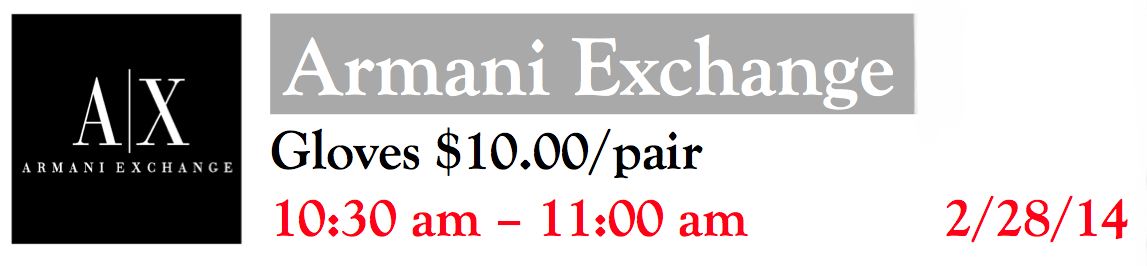 A|X
ARMANI EXCHANGE
Armani Exchange
Gloves $10.00/pair
10:30 am – 11:00 am 2/28/14